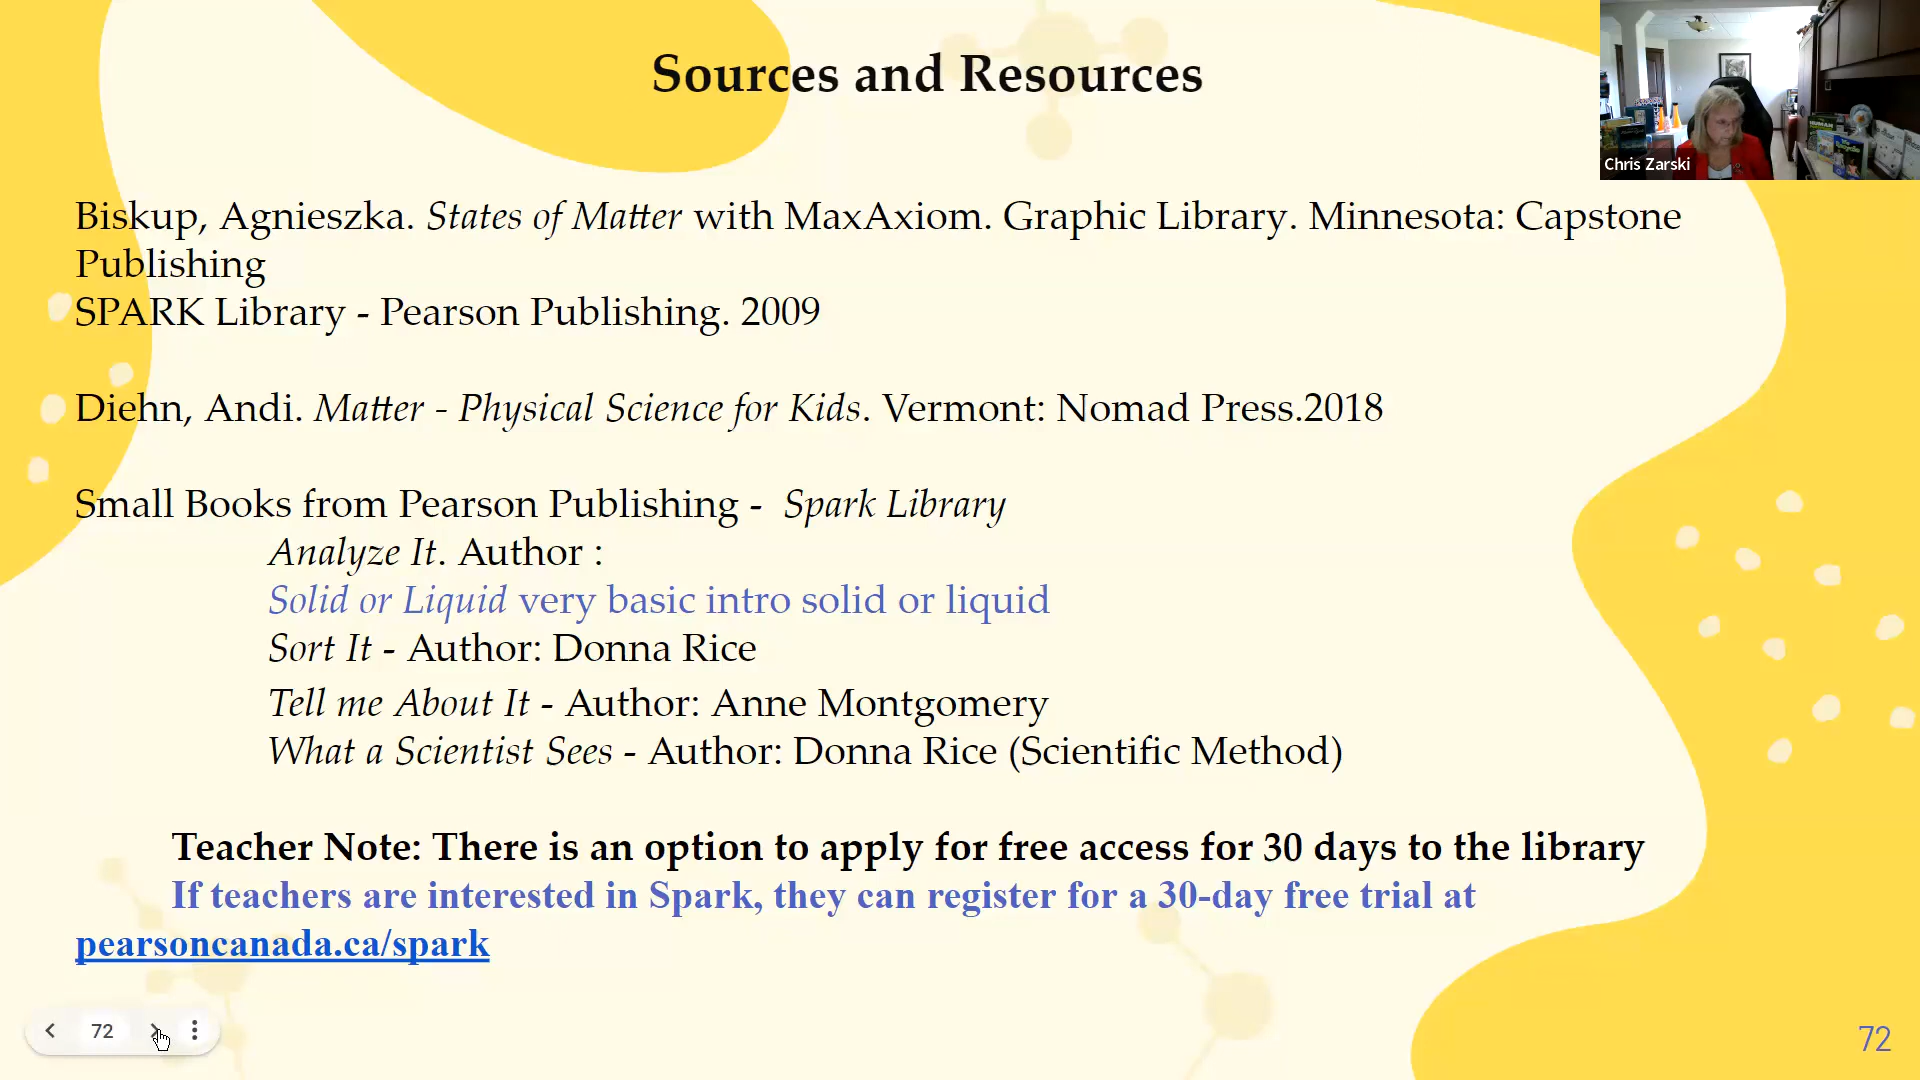 Sources and Resources
Chris Zarski
Biskup, Agnieszka. States of Matter with MaxAxiom. Graphic Library. Minnesota: Capstone
Publishing
SPARK Library - Pearson Publishing. 2009
Diehn, Andi. Matter - Physical Science for Kids. Vermont: Nomad Press.2018
Small Books from Pearson Publishing - Spark Library
Analyze It. Author :
Solid or Liquid very basic intro solid or liquid
Sort It - Author: Donna Rice
Tell me About It - Author: Anne Montgomery
What a Scientist Sees - Author: Donna Rice (Scientific Method)
Teacher Note: There is an option to apply for free access for 30 days to the library
If teachers are interested in Spark, they can register for a 30-day free trial at
pearsoncanada.ca/spark
72
72